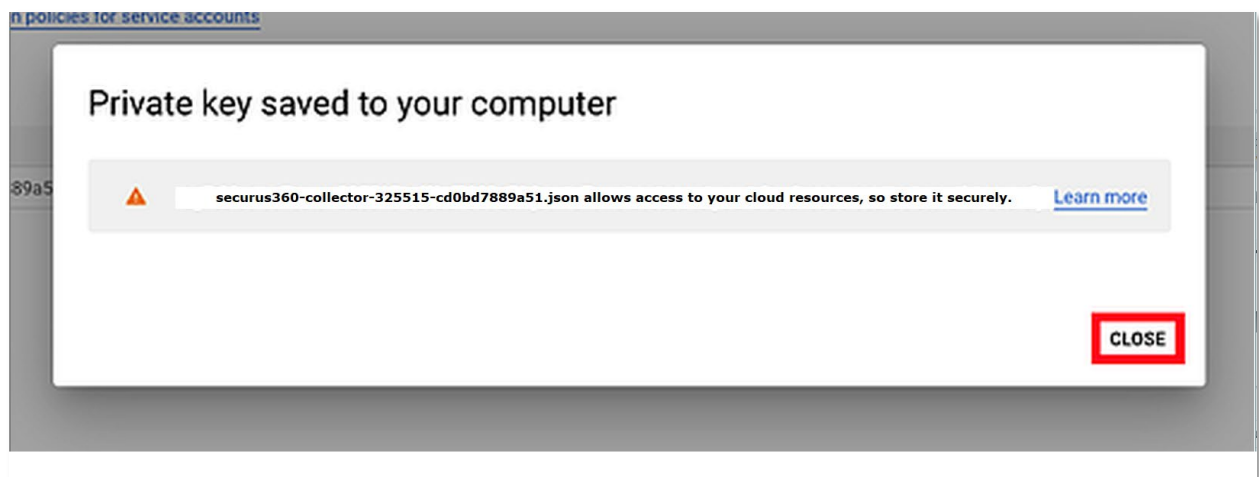 n policies for service accounts
Private key saved to your computer
89a5
securus360-collector-325515-cd0bd7889a51.json allows access to your cloud resources, so store it securely. Learn more
CLOSE